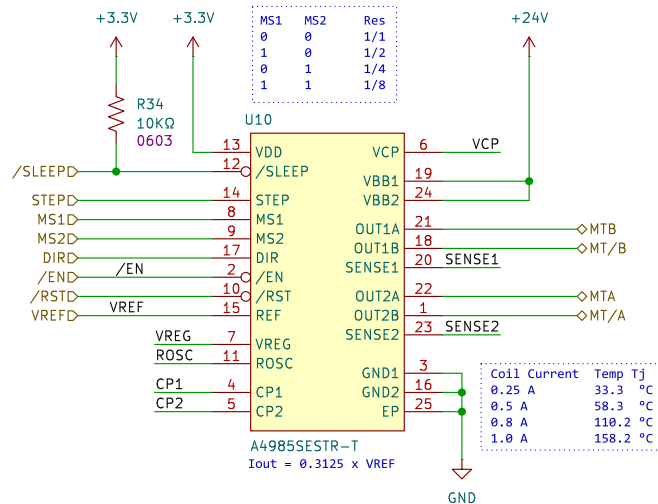 +3.3V +3.3V +24V
MS1 MS2 Res
0 0 1/1
1 0 1/2
0 1 1/4
1 1 1/8
R34
10KΩ
0603
U10
/SLEEP 13 VDD
12 /SLEEP
STEP 14 STEP
MS1 8 MS1
MS2 9 MS2
DIR 17 DIR
/EN /EN 2 /EN
/RST 10 /RST
VREF VREF 15 REF
VREG 7 VREG
ROSC 11 ROSC
CP1 4 CP1
CP2 5 CP2
VCP 6 VCP
VBB1 19
VBB2 24
OUT1A 21 MTB
OUT1B 18 MT/B
SENSE1 20 SENSE1
OUT2A 22 MTA
OUT2B 1 MT/A
SENSE2 23 SENSE2
GND1 3
GND2 16
EP 25
A4985SESTR-T
Iout = 0.3125 x VREF
Coil Current Temp Tj
0.25 A 33.3 °C
0.5 A 58.3 °C
0.8 A 110.2 °C
1.0 A 158.2 °C
GND